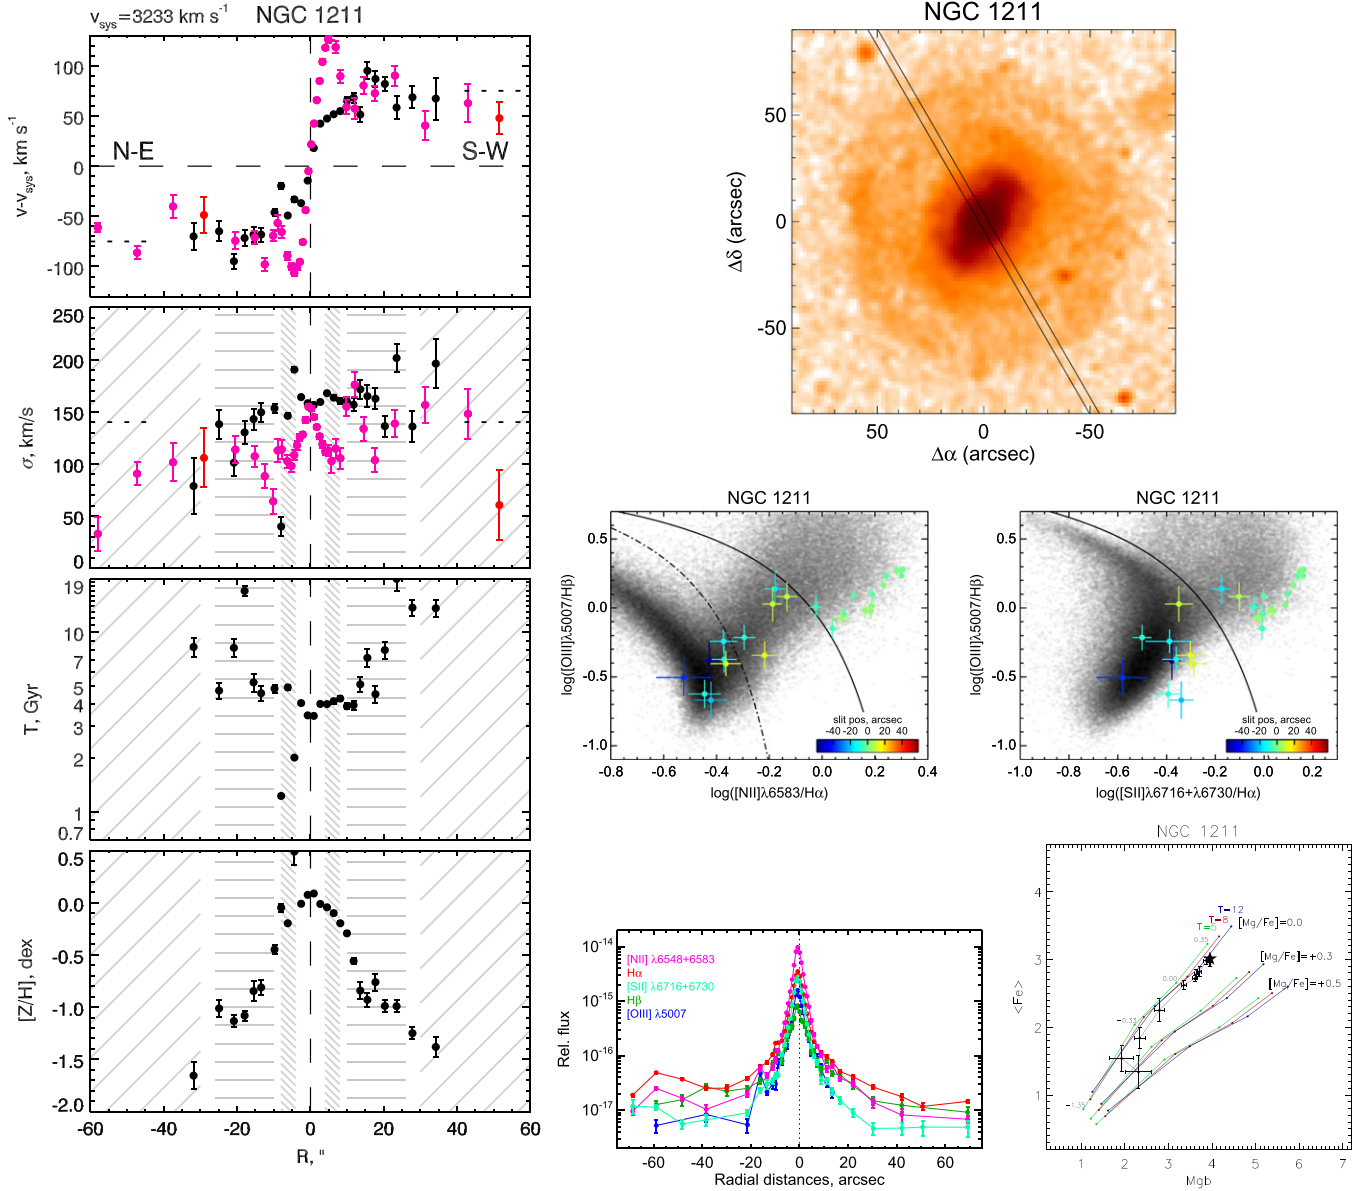 v_sys=3233 km s⁻¹ NGC 1211
100
50
0
-50
-100
v-v_sys, km s⁻¹
N-E
S-W
250
200
150
100
50
0
σ, km/s
19
10
7
5
4
3
2
1
0.7
T, Gyr
0.5
0.0
-0.5
-1.0
-1.5
-2.0
[Z/H], dex
-60 -40 -20 0 20 40 60
R, "
NGC 1211
50
0
-50
Δδ (arcsec)
50 0 -50
Δα (arcsec)
NGC 1211
0.5
0.0
-0.5
-1.0
log([OIII]λ5007/Hβ)
slit pos, arcsec
-40 -20 0 20 40
-0.8 -0.6 -0.4 -0.2 0.0 0.2 0.4
log([NII]λ6583/Hα)
NGC 1211
0.5
0.0
-0.5
-1.0
log([OIII]λ5007/Hβ)
slit pos, arcsec
-40 -20 0 20 40
-1.0 -0.8 -0.6 -0.4 -0.2 0.0 0.2
log([SII]λ6716+λ6730/Hα)
10⁻¹⁴
10⁻¹⁵
10⁻¹⁶
10⁻¹⁷
Rel. flux
[NII] λ6548+6583
Hα
[SII] λ6716+6730
Hβ
[OIII] λ5007
-60 -40 -20 0 20 40 60
Radial distances, arcsec
NGC 1211
4
3
2
1
<Fe>
T=12
T=8
T=5
[Mg/Fe]=0.0
[Mg/Fe]=+0.3
[Mg/Fe]=+0.5
0.35
0.00
-0.33
-1.35
1 2 3 4 5 6 7
Mgb